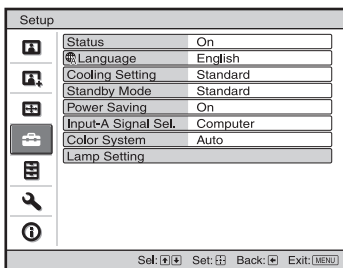 Setup
Status On
Language English
Cooling Setting Standard
Standby Mode Standard
Power Saving On
Input-A Signal Sel. Computer
Color System Auto
Lamp Setting
Sel: Set: Back: Exit: MENU